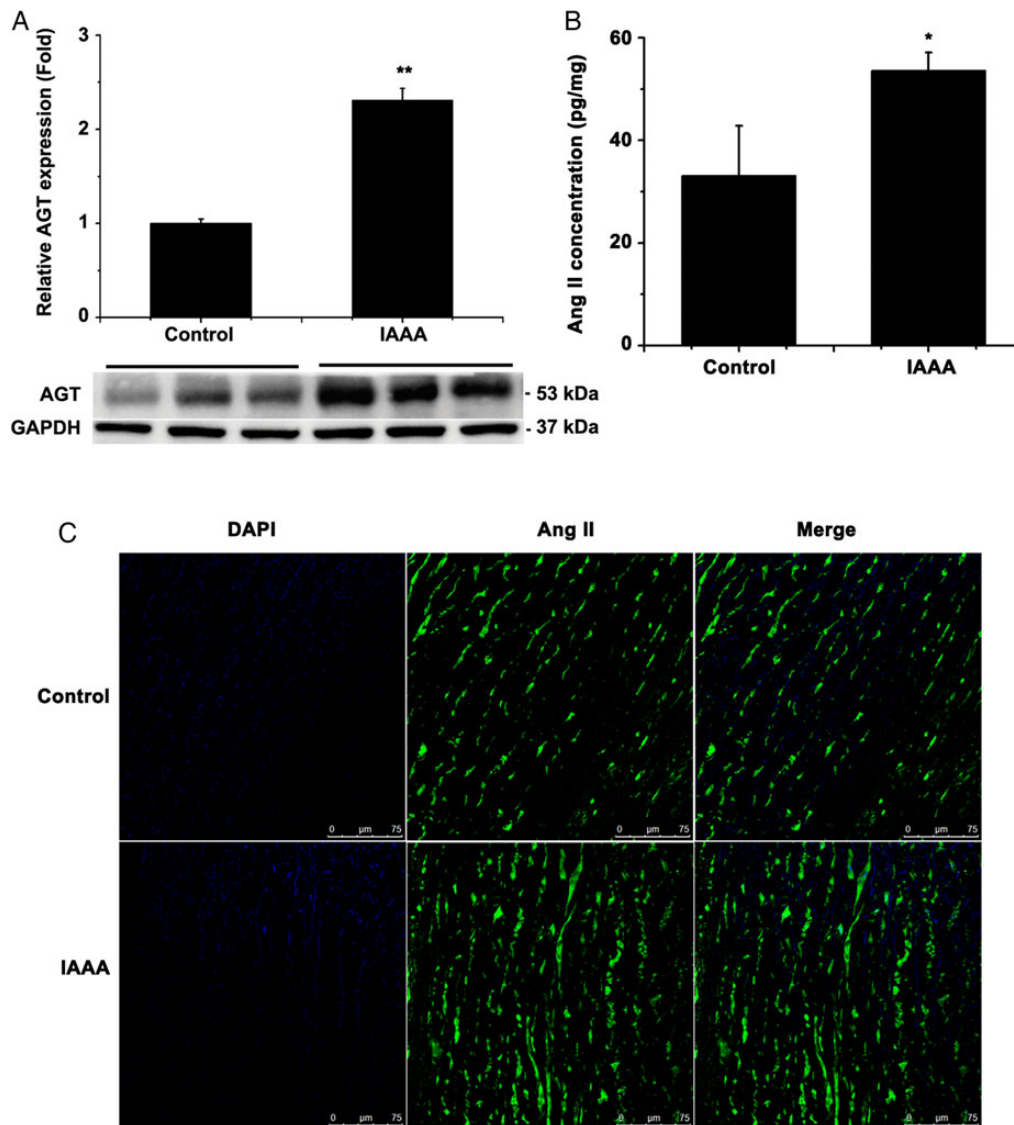 A
Relative AGT expression (Fold)
3
2
1
0
**
Control
IAAA
AGT
- 53 kDa
GAPDH
- 37 kDa
B
Ang II concentration (pg/mg)
60
40
20
0
*
Control
IAAA
C
DAPI
Ang II
Merge
Control
0 µm 75
0 µm 75
0 µm 75
IAAA
0 µm 75
0 µm 75
0 µm 75